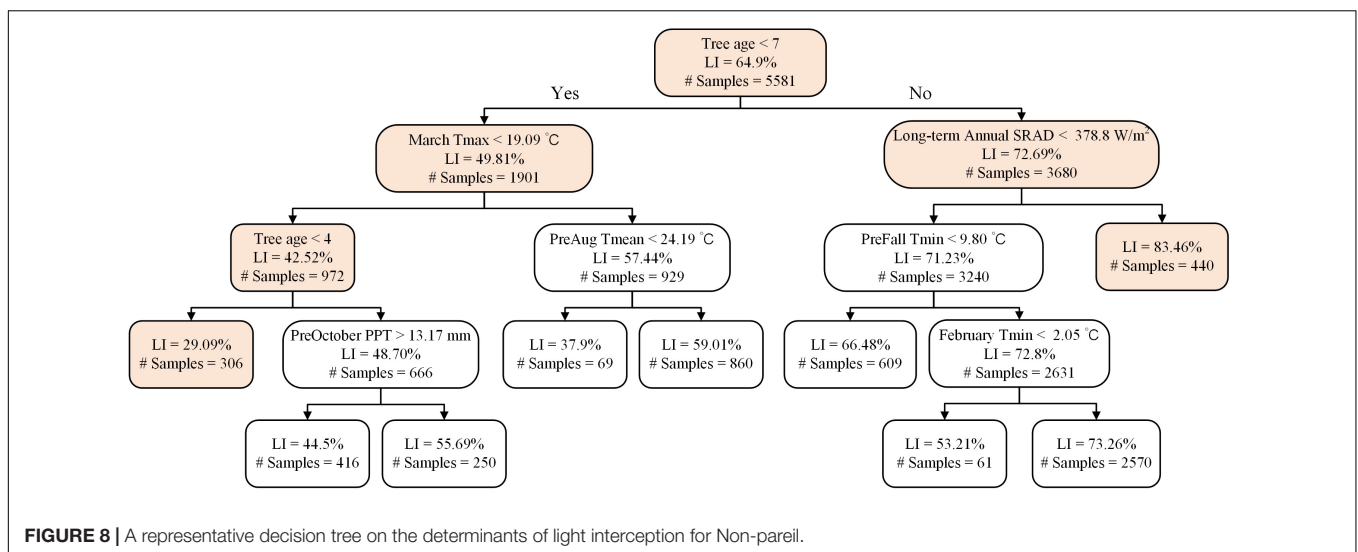 Tree age < 7
LI = 64.9%
# Samples = 5581
Yes
No
March Tmax < 19.09 °C
LI = 49.81%
# Samples = 1901
Long-term Annual SRAD < 378.8 W/m²
LI = 72.69%
# Samples = 3680
Tree age < 4
LI = 42.52%
# Samples = 972
PreAug Tmean < 24.19 °C
LI = 57.44%
# Samples = 929
PreFall Tmin < 9.80 °C
LI = 71.23%
# Samples = 3240
LI = 83.46%
# Samples = 440
LI = 29.09%
# Samples = 306
PreOctober PPT > 13.17 mm
LI = 48.70%
# Samples = 666
LI = 37.9%
# Samples = 69
LI = 59.01%
# Samples = 860
LI = 66.48%
# Samples = 609
February Tmin < 2.05 °C
LI = 72.8%
# Samples = 2631
LI = 44.5%
# Samples = 416
LI = 55.69%
# Samples = 250
LI = 53.21%
# Samples = 61
LI = 73.26%
# Samples = 2570
FIGURE 8 | A representative decision tree on the determinants of light interception for Non-pareil.